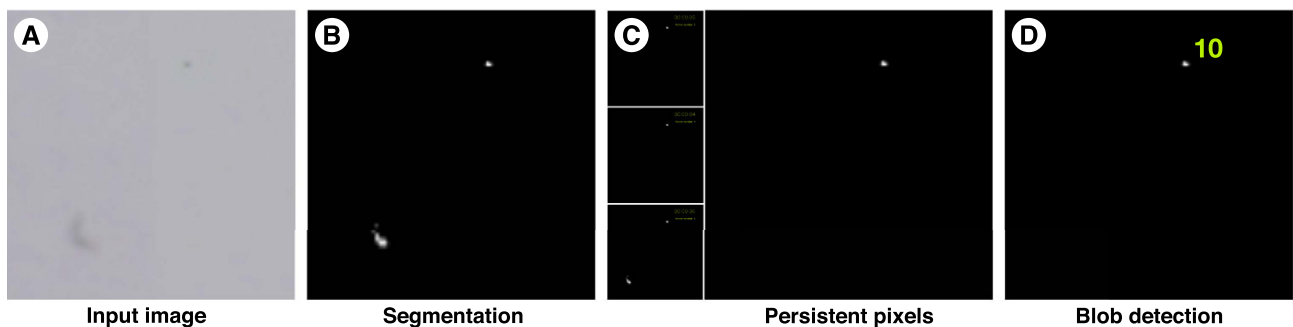 A
B
C
D
10
Input image
Segmentation
Persistent pixels
Blob detection